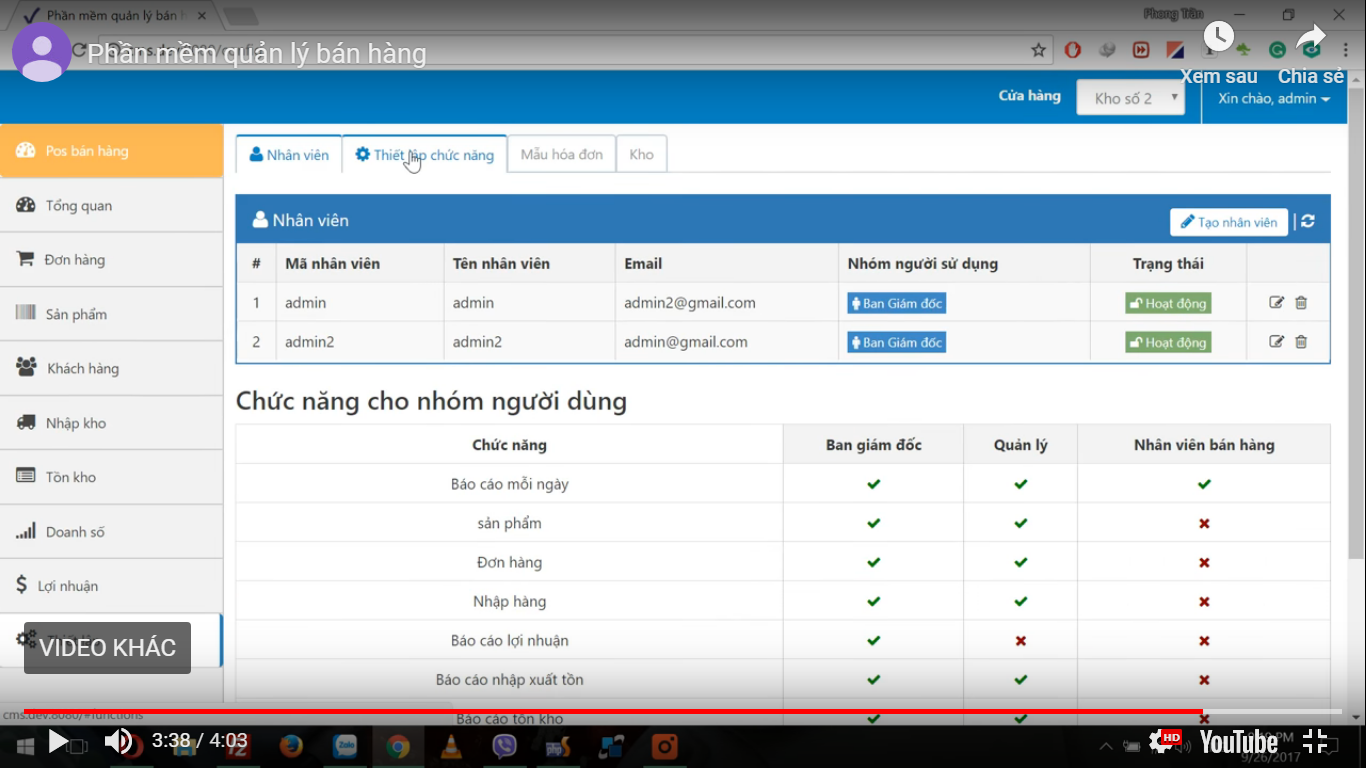 Phần mềm quản lý bán h
Phong Trần
Phần mềm quản lý bán hàng
Xem sau
Chia sẻ
Cửa hàng
Kho số 2
Xin chào, admin
Pos bán hàng
Tổng quan
Đơn hàng
Sản phẩm
Khách hàng
Nhập kho
Tồn kho
Doanh số
Lợi nhuận
VIDEO KHÁC
Nhân viên
Thiết lập chức năng
Mẫu hóa đơn
Kho
Nhân viên
Tạo nhân viên
# Mã nhân viên Tên nhân viên Email Nhóm người sử dụng Trạng thái
1 admin admin admin2@gmail.com Ban Giám đốc Hoạt động
2 admin2 admin2 admin@gmail.com Ban Giám đốc Hoạt động
Chức năng cho nhóm người dùng
Chức năng Ban giám đốc Quản lý Nhân viên bán hàng
Báo cáo mỗi ngày
sản phẩm
Đơn hàng
Nhập hàng
Báo cáo lợi nhuận
Báo cáo nhập xuất tồn
Báo cáo tồn kho
cms.dev:8080/#functions
3:38 / 4:03
Zalo
HD
YouTube
9/26/2017